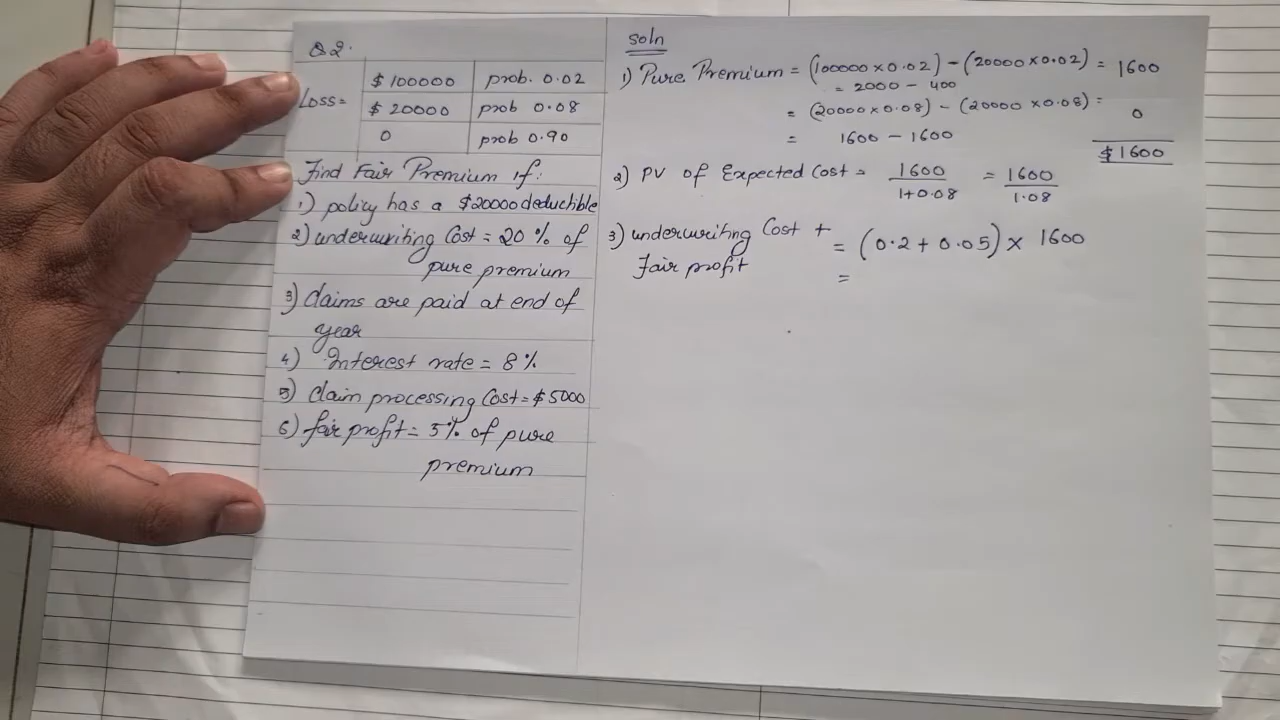 Q2.
Loss =
$ 100000 prob. 0.02
$ 20000 prob 0.08
0 prob 0.90
Find Fair Premium if:
1) policy has a $20000 deductible
2) underwriting Cost = 20 % of
pure premium
3) Claims are paid at end of
year
4) Interest rate = 8 %
5) Claim processing Cost = $ 5000
6) fair profit = 5% of pure
premium
Soln
1) Pure Premium = (100000 x 0.02) - (20000 x 0.02) = 1600
= 2000 - 400
= (20000 x 0.08) - (20000 x 0.08) =
0
= 1600 - 1600
$ 1600
2) PV of Expected Cost = 1600 / 1+0.08 = 1600 / 1.08
3) underwriting Cost +
Fair profit
= (0.2 + 0.05) x 1600
=